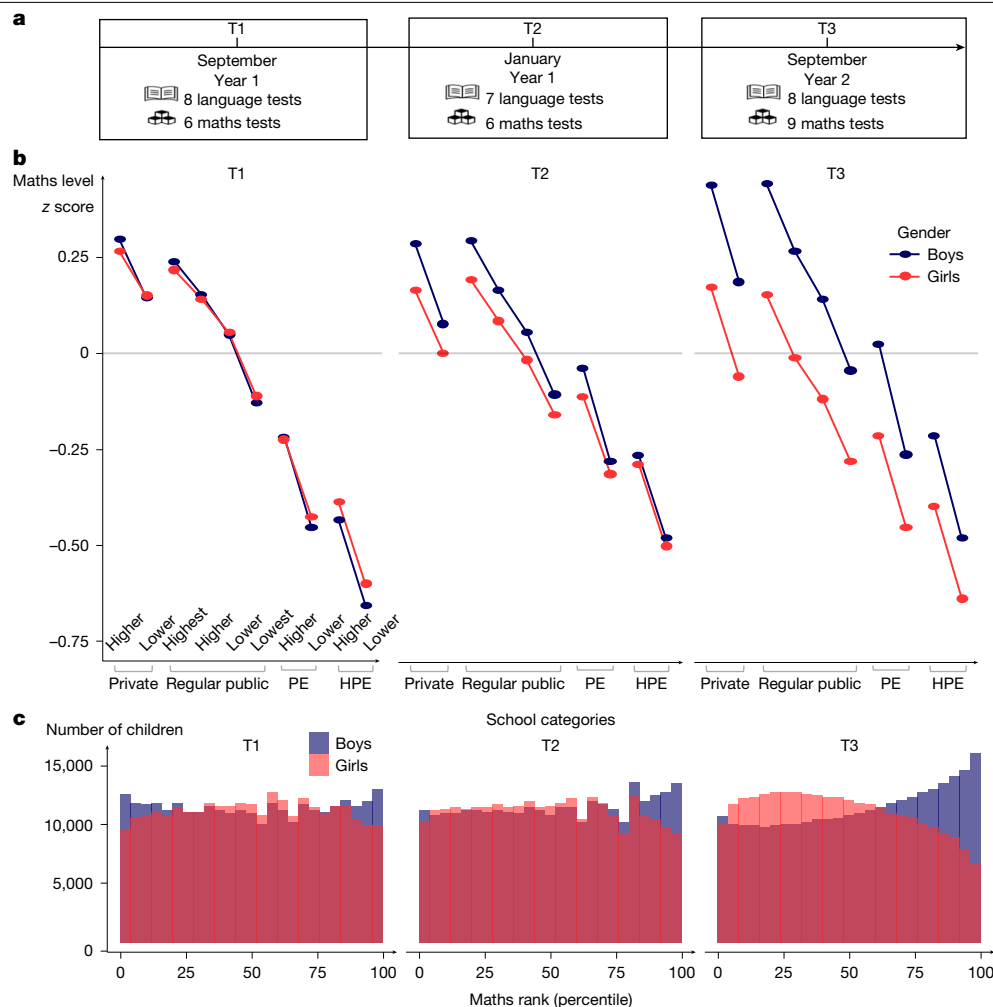 a
T1
T2
T3
September
Year 1
8 language tests
6 maths tests
January
Year 1
7 language tests
6 maths tests
September
Year 2
8 language tests
9 maths tests
b
Maths level
z score
T1
T2
T3
Gender
Boys
Girls
0.25
0
−0.25
−0.50
−0.75
Higher
Lower
Highest
Higher
Lower
Lowest
Higher
Lower
Higher
Lower
Private
Regular public
PE
HPE
Private
Regular public
PE
HPE
Private
Regular public
PE
HPE
School categories
c
Number of children
T1
T2
T3
Boys
Girls
15,000
10,000
5,000
0
0 25 50 75 100
0 25 50 75 100
0 25 50 75 100
Maths rank (percentile)